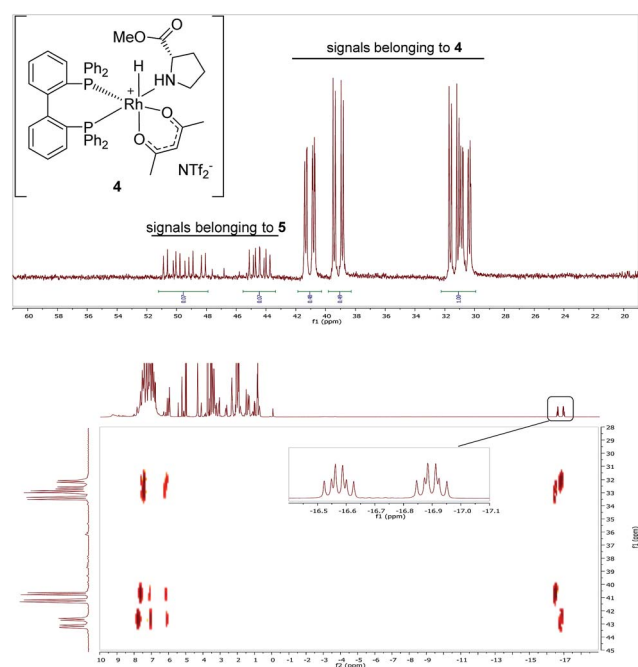 MeO
O
H
HN
Ph2
P
+
Rh
O
P
O
Ph2
NTf2-
4
signals belonging to 4
signals belonging to 5
60 58 56 54 52 50 48 46 44 42 40 38 36 34 32 30 28 26 24 22 20
f1 (ppm)
-16.5 -16.6 -16.7 -16.8 -16.9 -17.0 -17.1
f1 (ppm)
28
29
30
31
32
33
34
35
36
37
38
39
40
41
42
43
44
45
f1 (ppm)
10 9 8 7 6 5 4 3 2 1 0 -1 -3 -5 -7 -9 -11 -13 -15 -17
f2 (ppm)